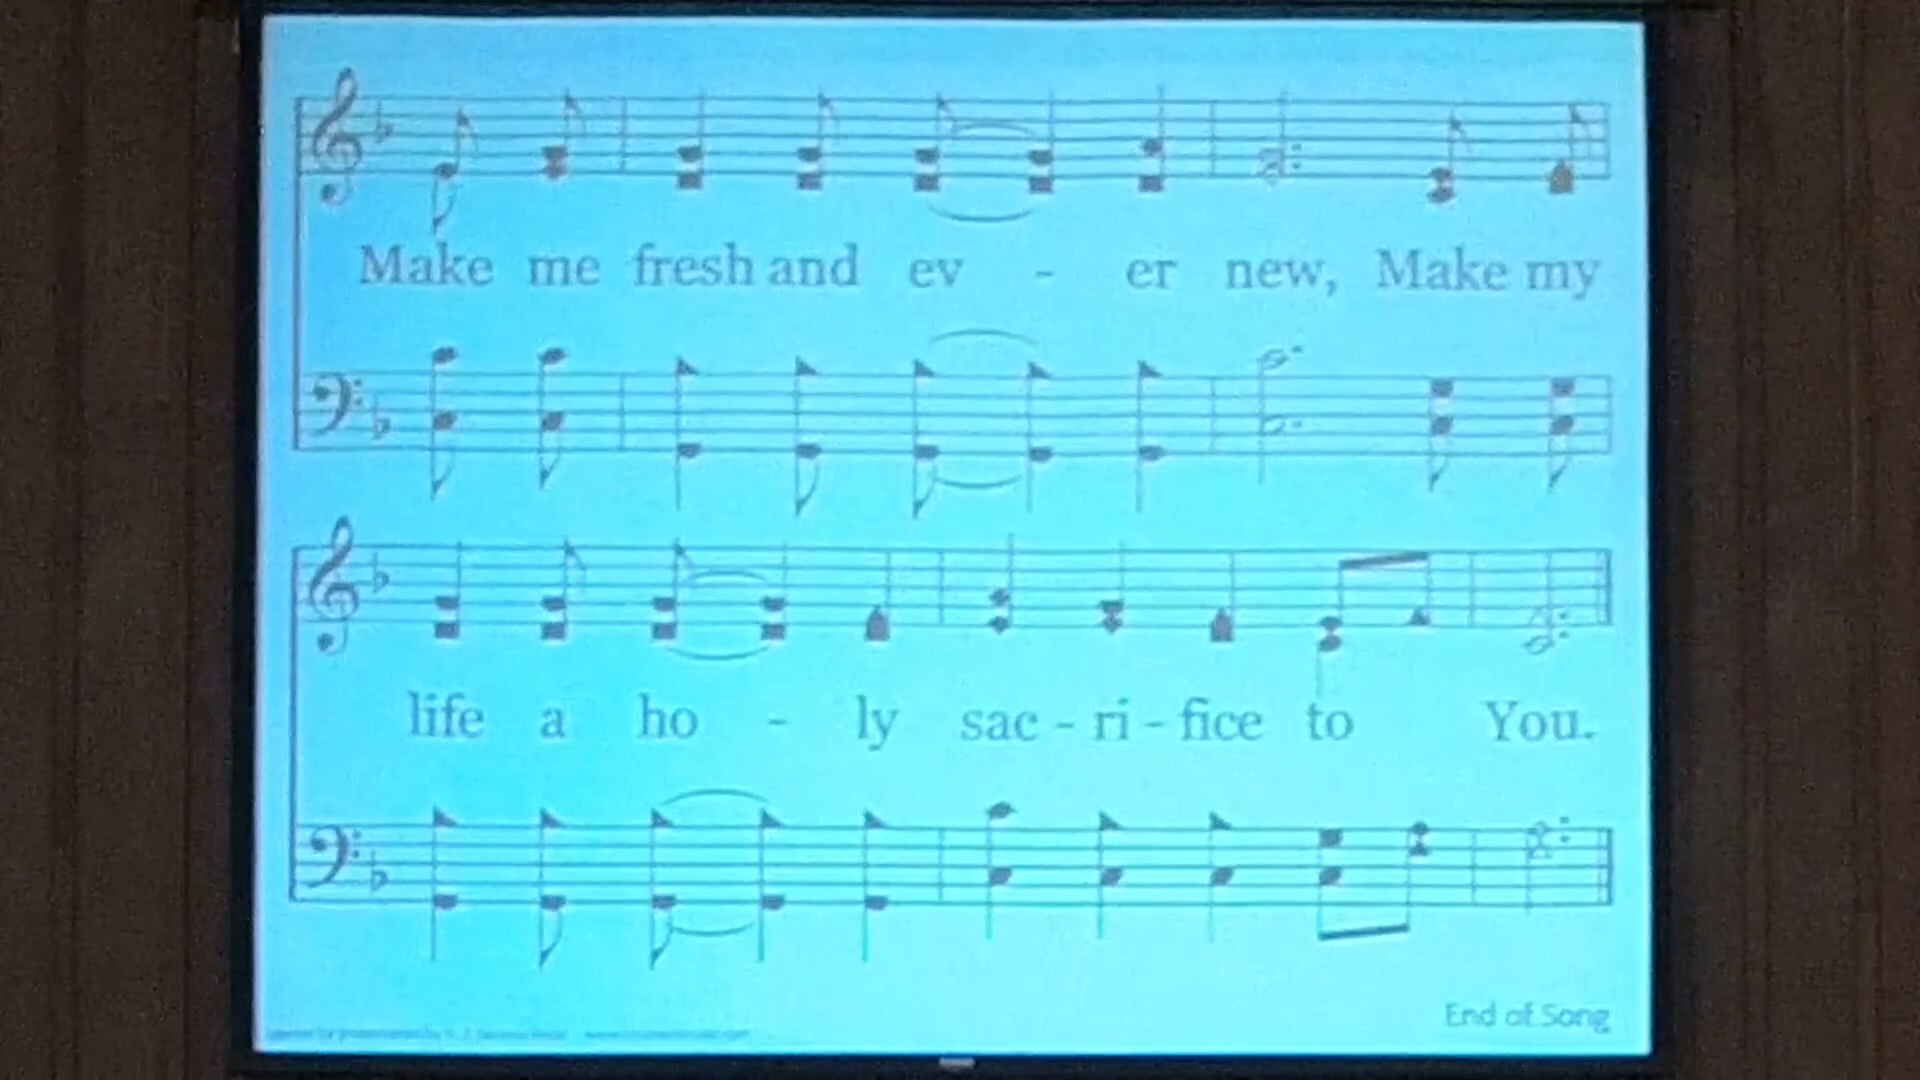 Make me fresh and ev - er new, Make my
life a ho - ly sac - ri - fice to You.
End of Song